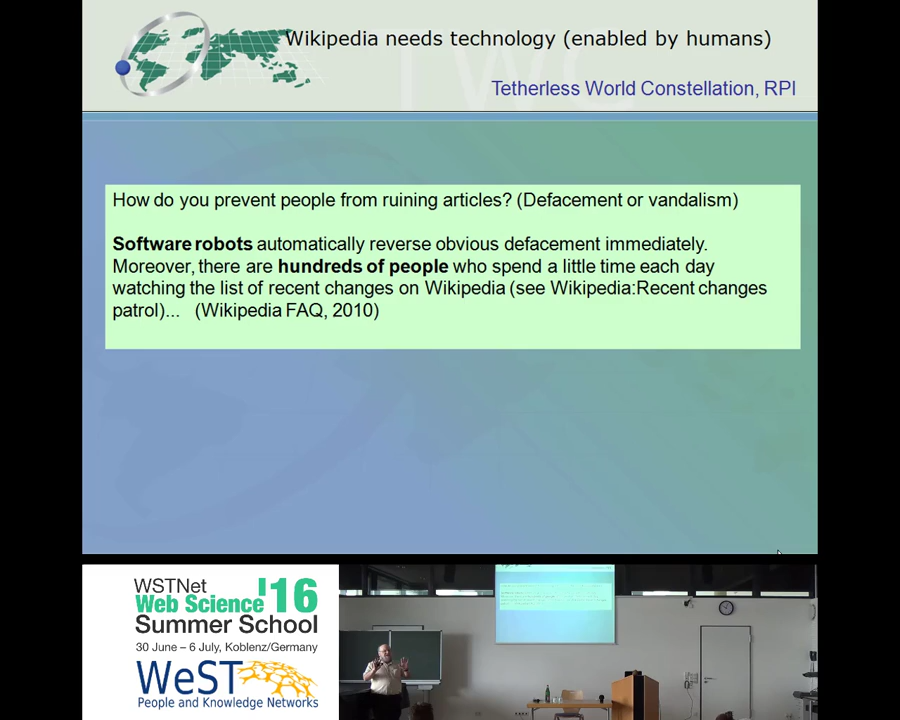 Wikipedia needs technology (enabled by humans)
Tetherless World Constellation, RPI
How do you prevent people from ruining articles? (Defacement or vandalism)
Software robots automatically reverse obvious defacement immediately.
Moreover, there are hundreds of people who spend a little time each day
watching the list of recent changes on Wikipedia (see Wikipedia:Recent changes
patrol)... (Wikipedia FAQ, 2010)
WSTNet
Web Science '16
Summer School
30 June – 6 July, Koblenz/Germany
WeST
People and Knowledge Networks